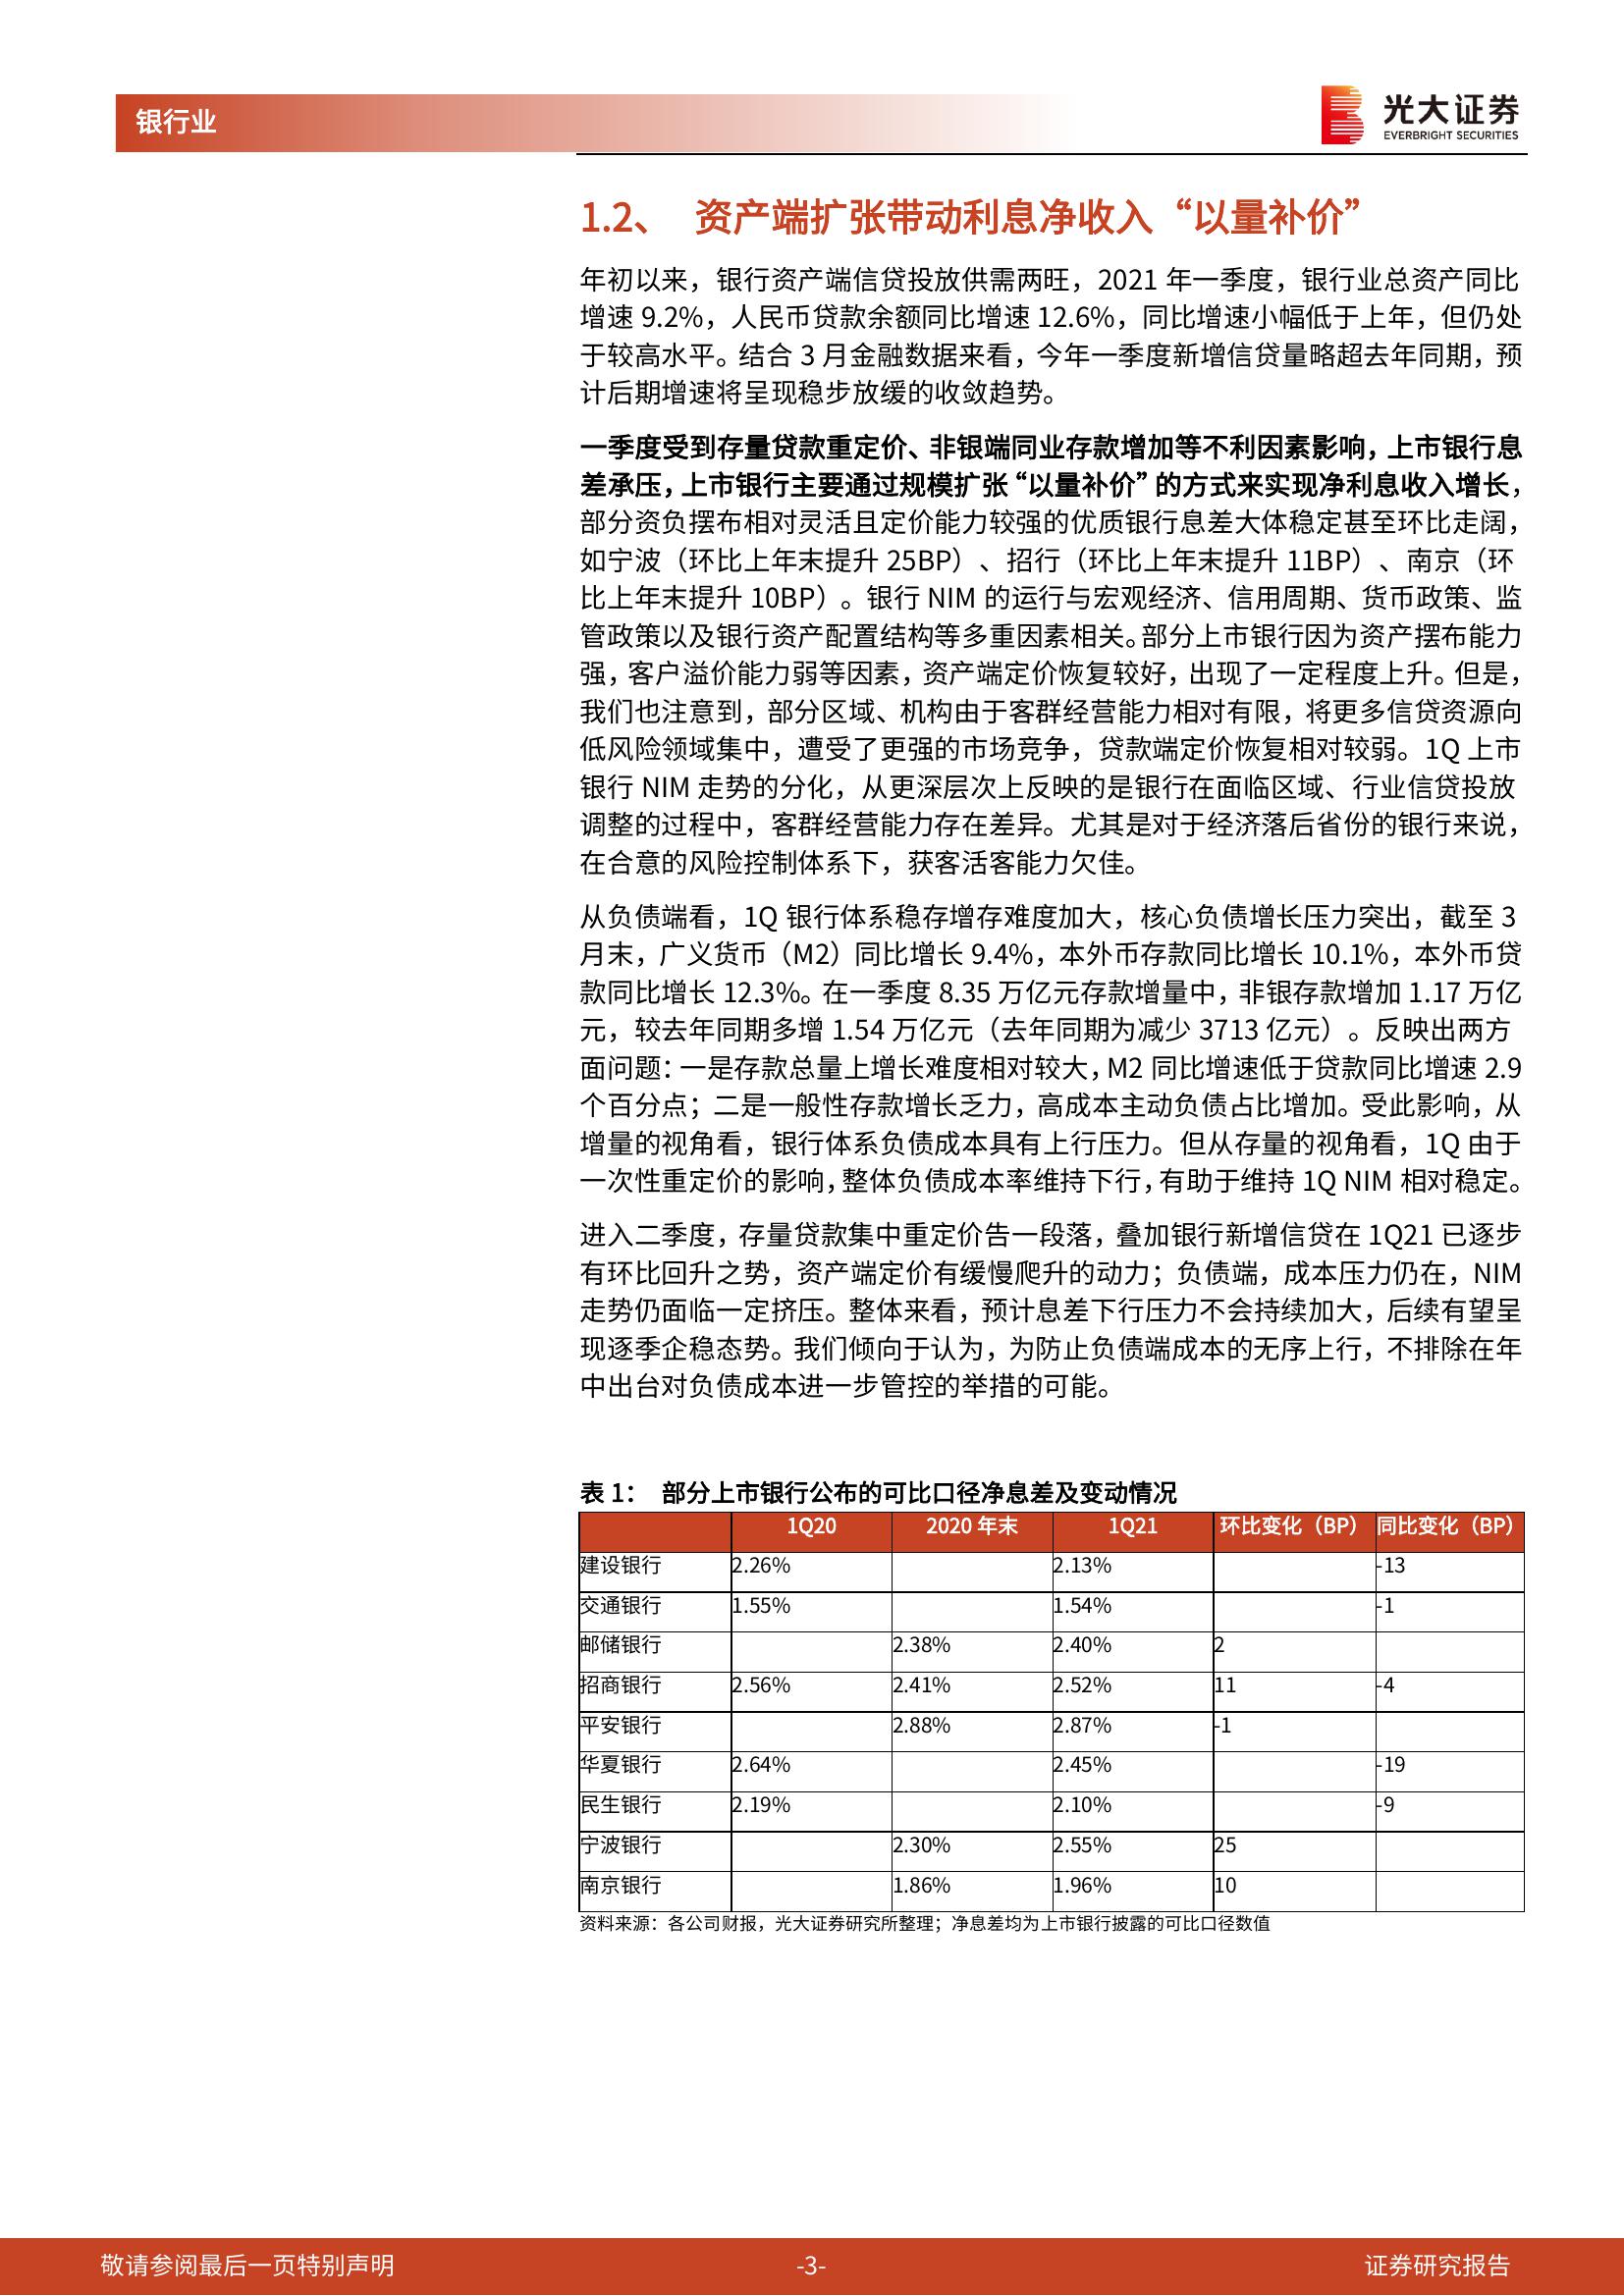 银行业
光大证券
EVERBRIGHT SECURITIES
1.2、 资产端扩张带动利息净收入“以量补价”
年初以来，银行资产端信贷投放供需两旺，2021 年一季度，银行业总资产同比
增速 9.2%，人民币贷款余额同比增速 12.6%，同比增速小幅低于上年，但仍处
于较高水平。结合 3 月金融数据来看，今年一季度新增信贷量略超去年同期，预
计后期增速将呈现稳步放缓的收敛趋势。
一季度受到存量贷款重定价、非银端同业存款增加等不利因素影响，上市银行息
差承压，上市银行主要通过规模扩张“以量补价”的方式来实现净利息收入增长，
部分资负摆布相对灵活且定价能力较强的优质银行息差大体稳定甚至环比走阔，
如宁波（环比上年末提升 25BP）、招行（环比上年末提升 11BP）、南京（环
比上年末提升 10BP）。银行 NIM 的运行与宏观经济、信用周期、货币政策、监
管政策以及银行资产配置结构等多重因素相关。部分上市银行因为资产摆布能力
强，客户溢价能力弱等因素，资产端定价恢复较好，出现了一定程度上升。但是，
我们也注意到，部分区域、机构由于客群经营能力相对有限，将更多信贷资源向
低风险领域集中，遭受了更强的市场竞争，贷款端定价恢复相对较弱。1Q 上市
银行 NIM 走势的分化，从更深层次上反映的是银行在面临区域、行业信贷投放
调整的过程中，客群经营能力存在差异。尤其是对于经济落后省份的银行来说，
在合意的风险控制体系下，获客活客能力欠佳。
从负债端看，1Q 银行体系稳存增存难度加大，核心负债增长压力突出，截至 3
月末，广义货币（M2）同比增长 9.4%，本外币存款同比增长 10.1%，本外币贷
款同比增长 12.3%。在一季度 8.35 万亿元存款增量中，非银存款增加 1.17 万亿
元，较去年同期多增 1.54 万亿元（去年同期为减少 3713 亿元）。反映出两方
面问题：一是存款总量上增长难度相对较大，M2 同比增速低于贷款同比增速 2.9
个百分点；二是一般性存款增长乏力，高成本主动负债占比增加。受此影响，从
增量的视角看，银行体系负债成本具有上行压力。但从存量的视角看，1Q 由于
一次性重定价的影响，整体负债成本率维持下行，有助于维持 1Q NIM 相对稳定。
进入二季度，存量贷款集中重定价告一段落，叠加银行新增信贷在 1Q21 已逐步
有环比回升之势，资产端定价有缓慢爬升的动力；负债端，成本压力仍在，NIM
走势仍面临一定挤压。整体来看，预计息差下行压力不会持续加大，后续有望呈
现逐季企稳态势。我们倾向于认为，为防止负债端成本的无序上行，不排除在年
中出台对负债成本进一步管控的举措的可能。
表 1： 部分上市银行公布的可比口径净息差及变动情况
1Q20 2020 年末 1Q21 环比变化（BP） 同比变化（BP）
建设银行 2.26% 2.13% -13
交通银行 1.55% 1.54% -1
邮储银行 2.38% 2.40% 2
招商银行 2.56% 2.41% 2.52% 11 -4
平安银行 2.88% 2.87% -1
华夏银行 2.64% 2.45% -19
民生银行 2.19% 2.10% -9
宁波银行 2.30% 2.55% 25
南京银行 1.86% 1.96% 10
资料来源：各公司财报，光大证券研究所整理；净息差均为上市银行披露的可比口径数值
敬请参阅最后一页特别声明 -3- 证券研究报告